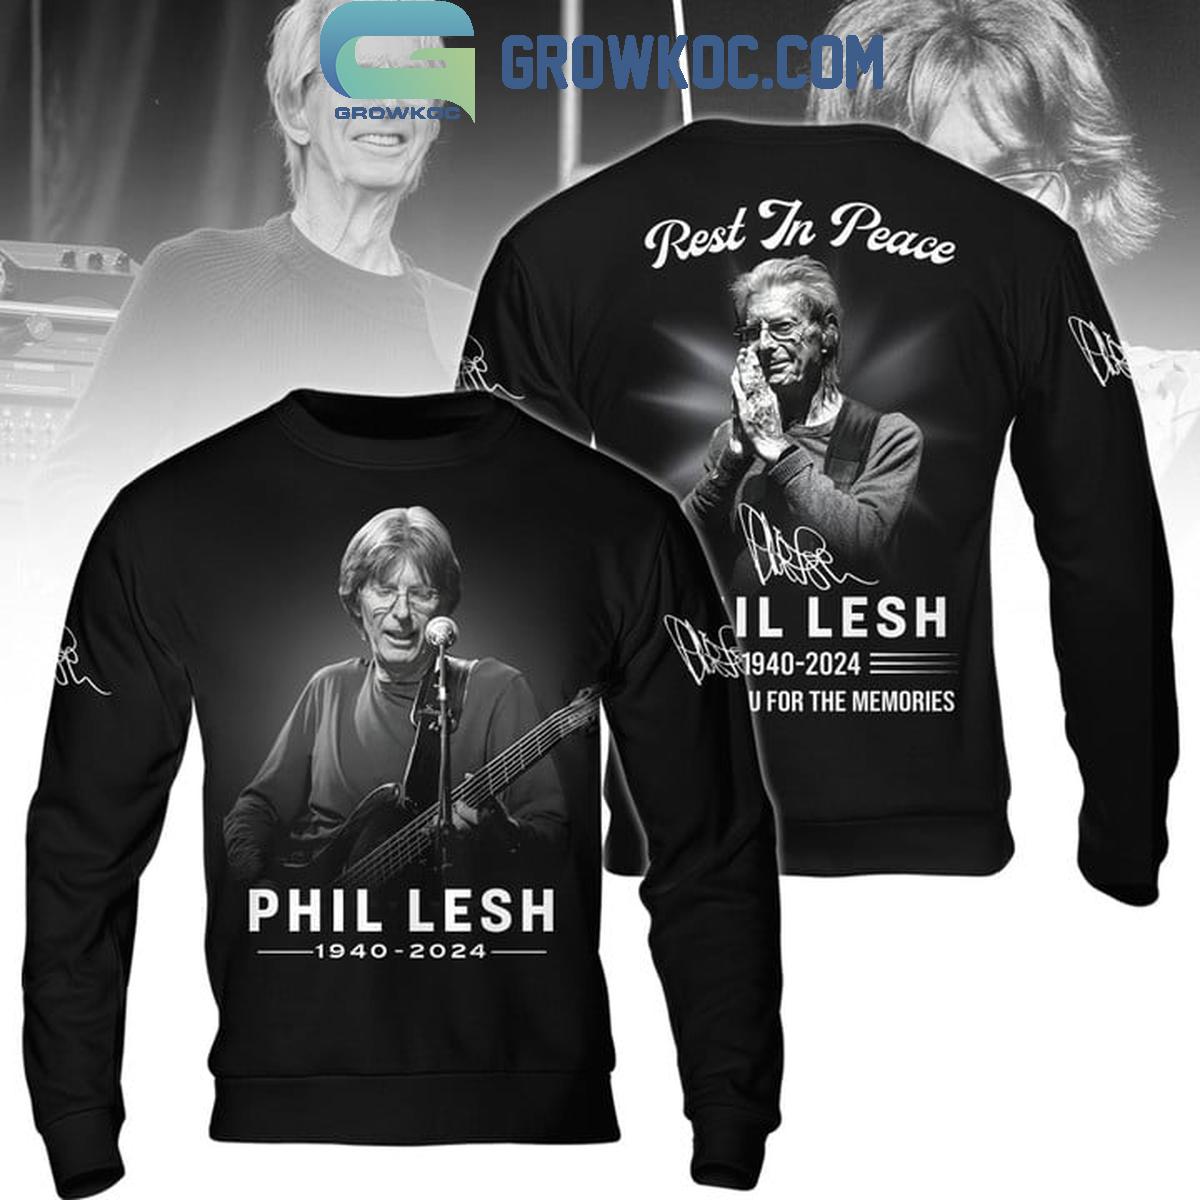 GROWKOC
GROWKOC.COM
Rest In Peace
IL LESH
1940-2024
U FOR THE MEMORIES
PHIL LESH
1940-2024